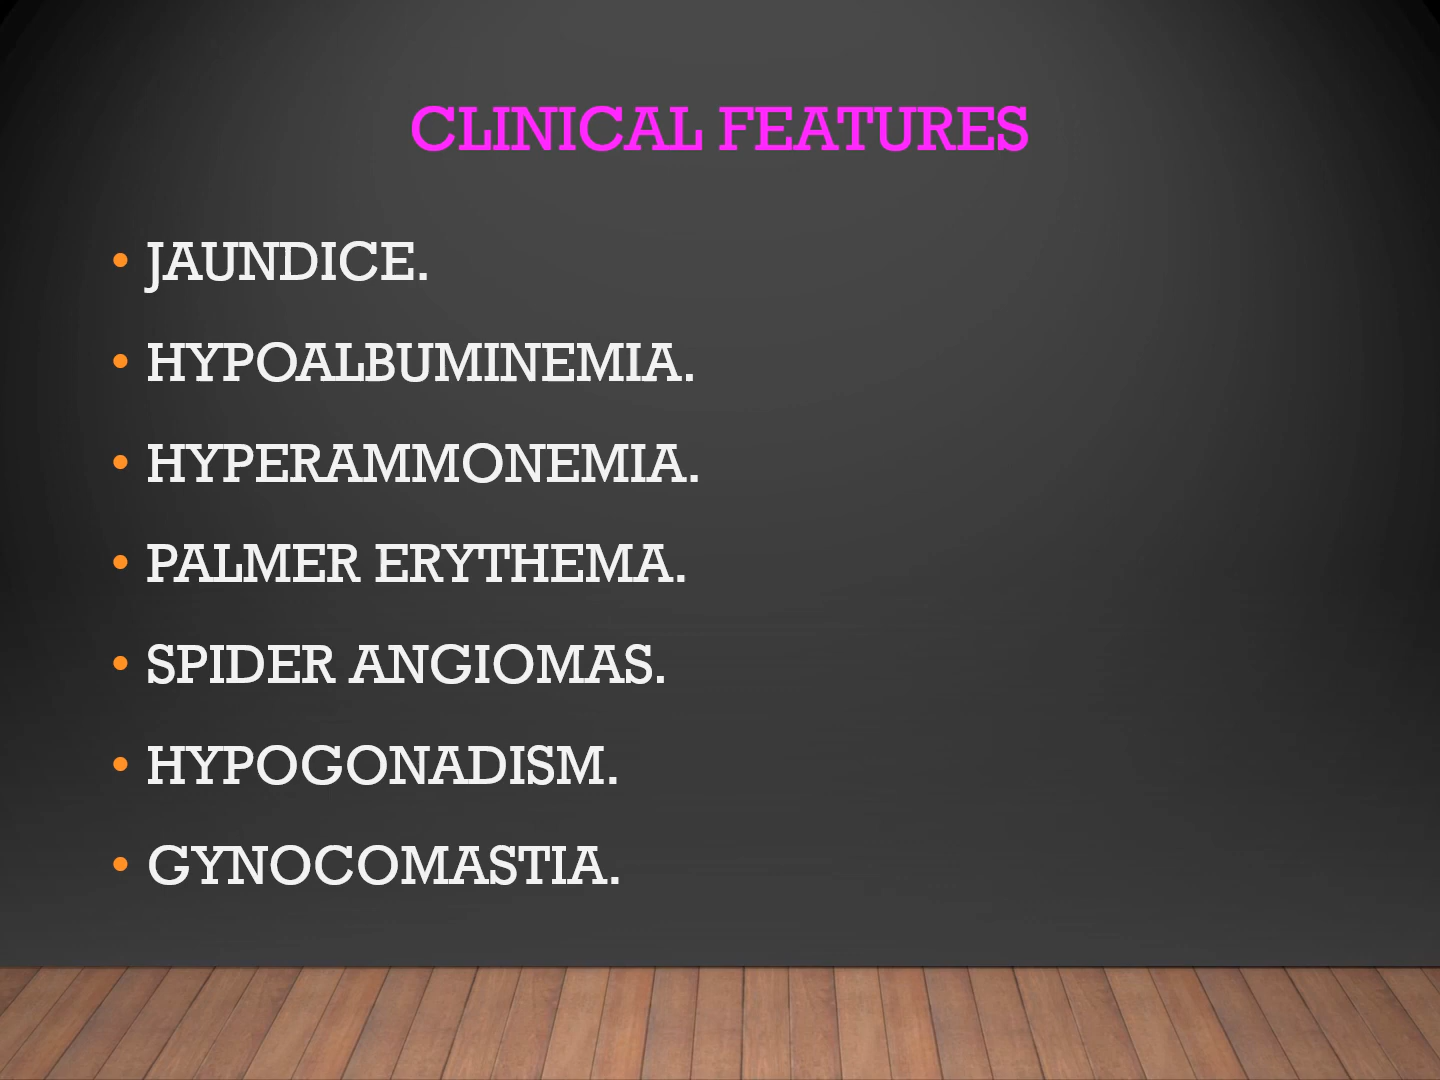 CLINICAL FEATURES
• JAUNDICE.
• HYPOALBUMINEMIA.
• HYPERAMMONEMIA.
• PALMER ERYTHEMA.
• SPIDER ANGIOMAS.
• HYPOGONADISM.
• GYNOCOMASTIA.